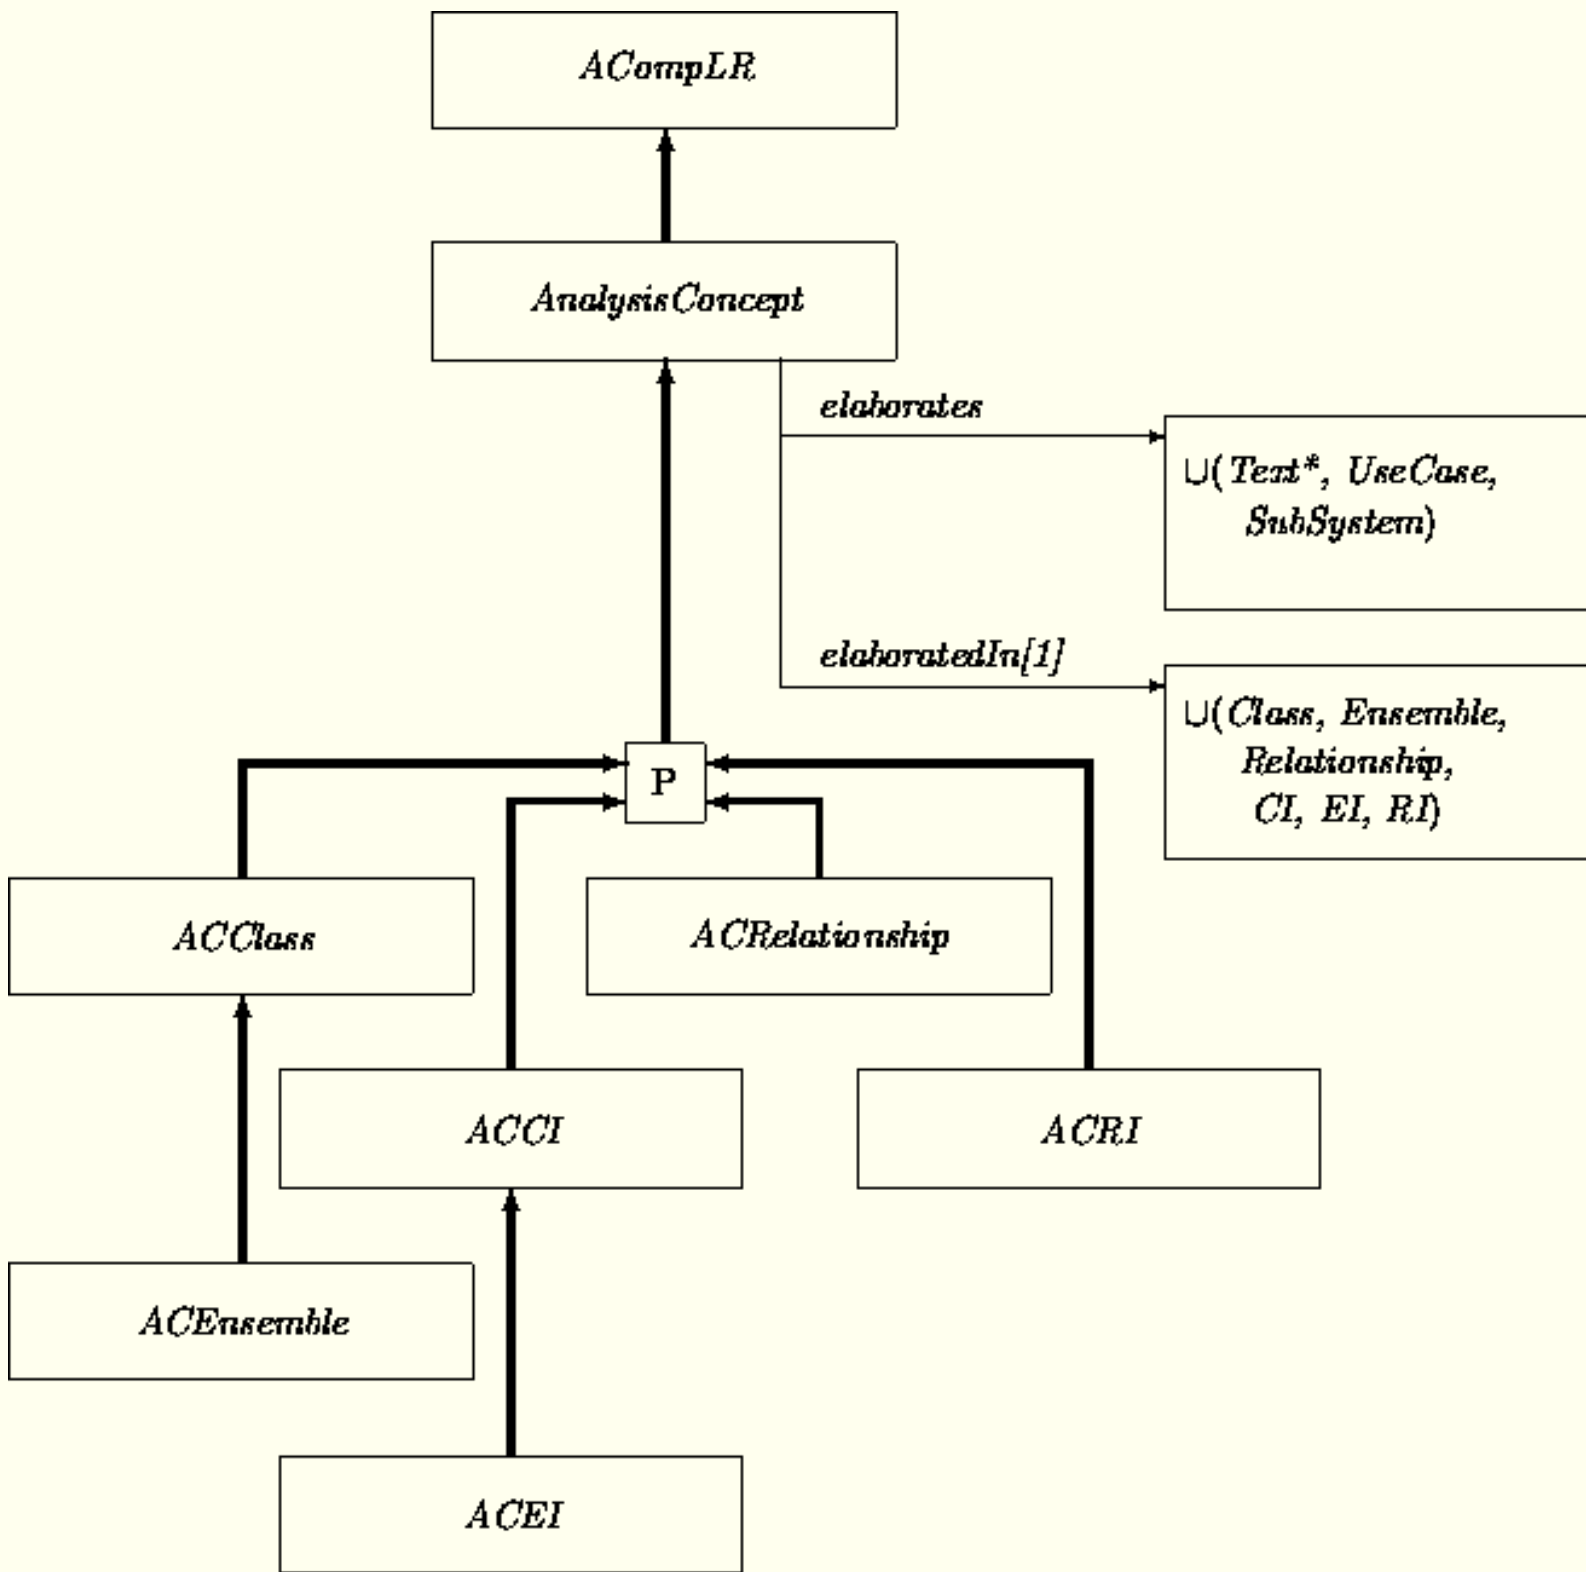 ACompLR
AnalysisConcept
elaborates
∪(Text*, UseCase,
SubSystem)
elaboratedIn[1]
∪(Class, Ensemble,
Relationship,
CI, EI, RI)
P
ACClass
ACRelationship
ACCI
ACRI
ACEnsemble
ACEI